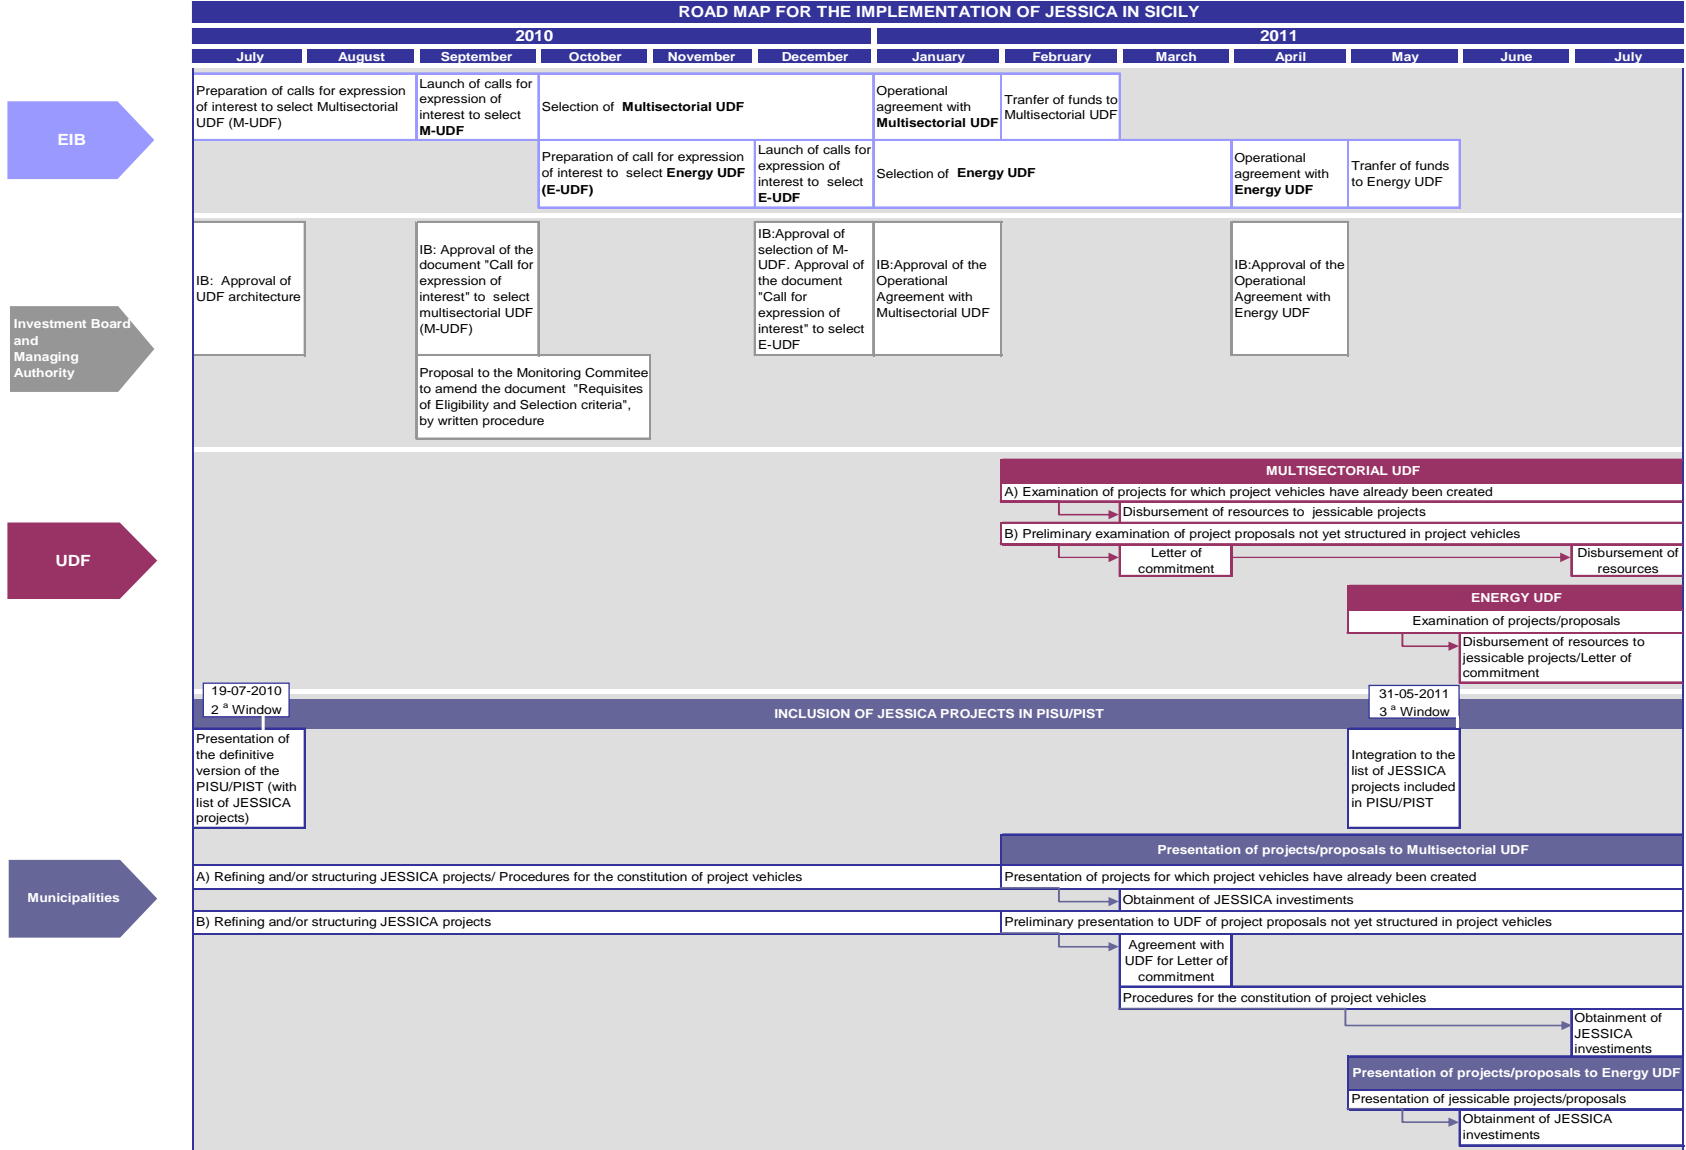 ROAD MAP FOR THE IMPLEMENTATION OF JESSICA IN SICILY
2010
2011
July
August
September
October
November
December
January
February
March
April
May
June
July
EIB
Preparation of calls for expression
of interest to select Multisectorial
UDF (M-UDF)
Launch of calls for
expression of
interest to select
M-UDF
Selection of Multisectorial UDF
Operational
agreement with
Multisectorial UDF
Tranfer of funds to
Multisectorial UDF
Preparation of call for expression
of interest to select Energy UDF
(E-UDF)
Launch of calls for
expression of
interest to select
E-UDF
Selection of Energy UDF
Operational
agreement with
Energy UDF
Tranfer of funds
to Energy UDF
Investment Board
and
Managing
Authority
IB: Approval of
UDF architecture
IB: Approval of the
document "Call for
expression of
interest" to select
multisectorial UDF
(M-UDF)
IB:Approval of
selection of M-
UDF. Approval of
the document
"Call for
expression of
interest" to select
E-UDF
IB:Approval of the
Operational
Agreement with
Multisectorial UDF
IB:Approval of the
Operational
Agreement with
Energy UDF
Proposal to the Monitoring Commitee
to amend the document "Requisites
of Eligibility and Selection criteria",
by written procedure
UDF
MULTISECTORIAL UDF
A) Examination of projects for which project vehicles have already been created
Disbursement of resources to jessicable projects
B) Preliminary examination of project proposals not yet structured in project vehicles
Letter of
commitment
Disbursement of
resources
ENERGY UDF
Examination of projects/proposals
Disbursement of resources to
jessicable projects/Letter of
commitment
19-07-2010
2 ª Window
31-05-2011
3 ª Window
INCLUSION OF JESSICA PROJECTS IN PISU/PIST
Presentation of
the definitive
version of the
PISU/PIST (with
list of JESSICA
projects)
Integration to the
list of JESSICA
projects included
in PISU/PIST
Municipalities
Presentation of projects/proposals to Multisectorial UDF
A) Refining and/or structuring JESSICA projects/ Procedures for the constitution of project vehicles
Presentation of projects for which project vehicles have already been created
Obtainment of JESSICA investments
B) Refining and/or structuring JESSICA projects
Preliminary presentation to UDF of project proposals not yet structured in project vehicles
Agreement with
UDF for Letter of
commitment
Procedures for the constitution of project vehicles
Obtainment of
JESSICA
investiments
Presentation of projects/proposals to Energy UDF
Presentation of jessicable projects/proposals
Obtainment of JESSICA
investiments